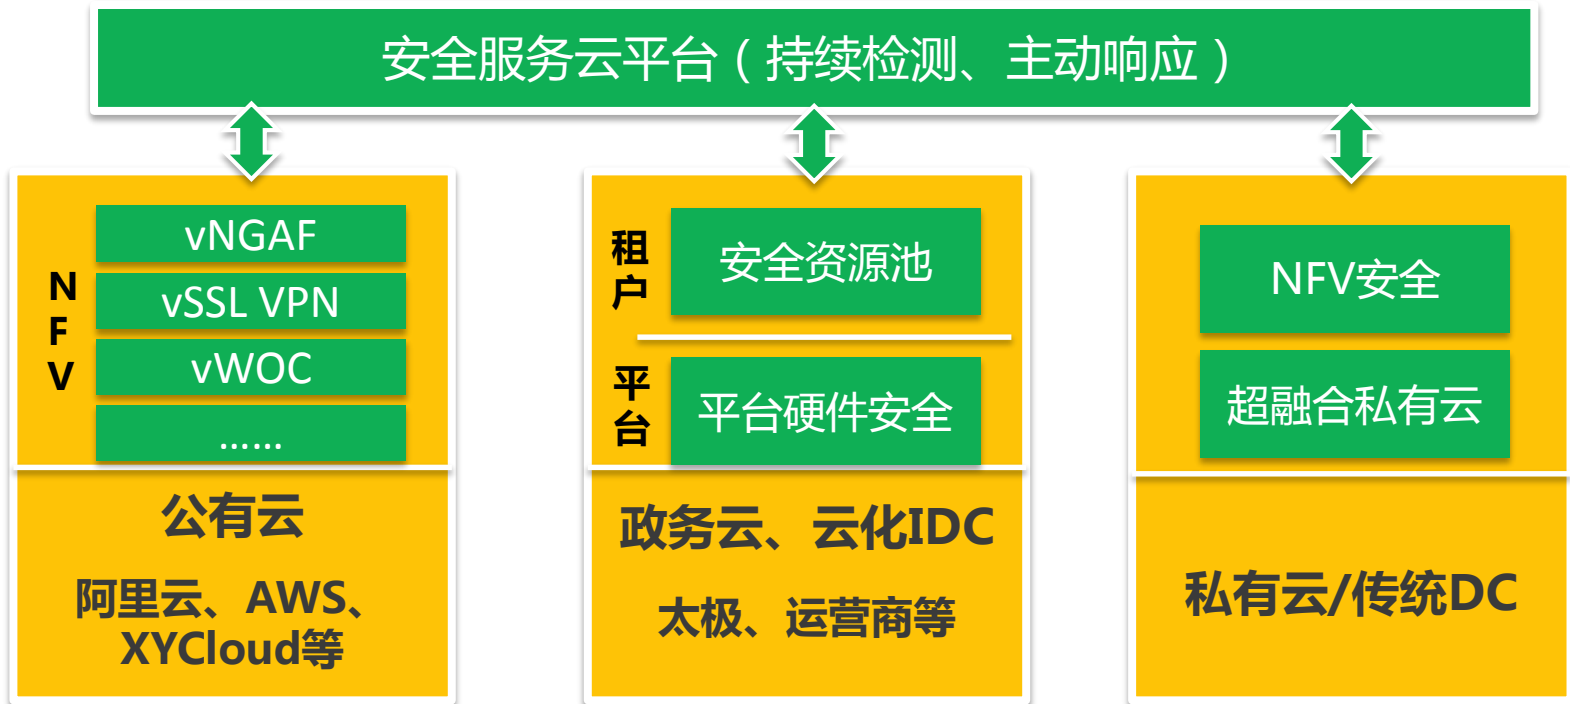 安全服务云平台（持续检测、主动响应）
NFV
vNGAF
vSSL VPN
vWOC
……
公有云
阿里云、AWS、
XYCloud等
租户
安全资源池
平台
平台硬件安全
政务云、云化IDC
太极、运营商等
NFV安全
超融合私有云
私有云/传统DC